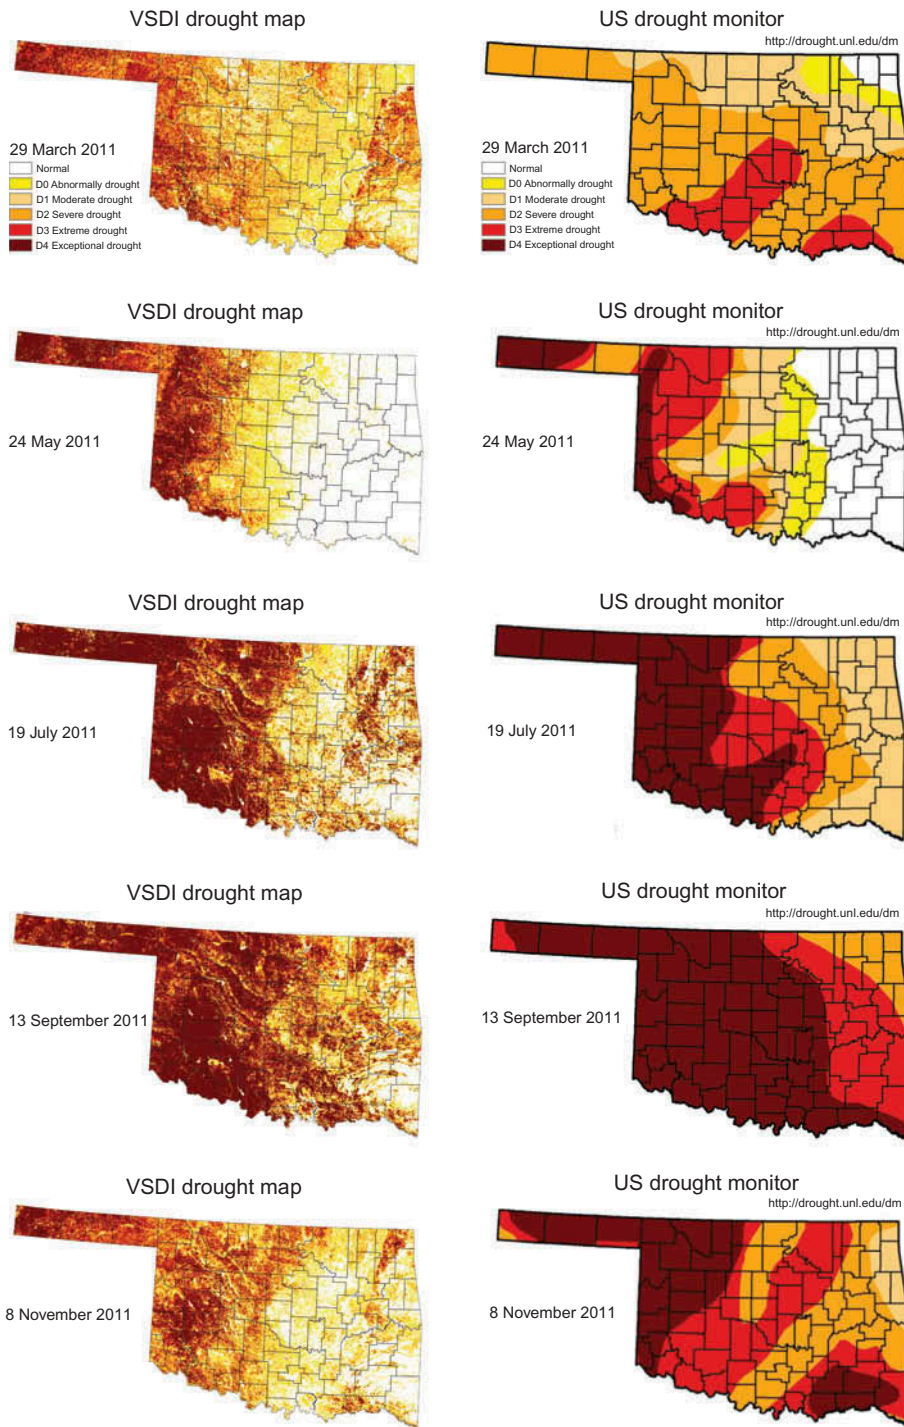 VSDI drought map
US drought monitor
http://drought.unl.edu/dm
29 March 2011
Normal
D0 Abnormally drought
D1 Moderate drought
D2 Severe drought
D3 Extreme drought
D4 Exceptional drought
29 March 2011
Normal
D0 Abnormally drought
D1 Moderate drought
D2 Severe drought
D3 Extreme drought
D4 Exceptional drought
VSDI drought map
US drought monitor
http://drought.unl.edu/dm
24 May 2011
24 May 2011
VSDI drought map
US drought monitor
http://drought.unl.edu/dm
19 July 2011
19 July 2011
VSDI drought map
US drought monitor
http://drought.unl.edu/dm
13 September 2011
13 September 2011
VSDI drought map
US drought monitor
http://drought.unl.edu/dm
8 November 2011
8 November 2011